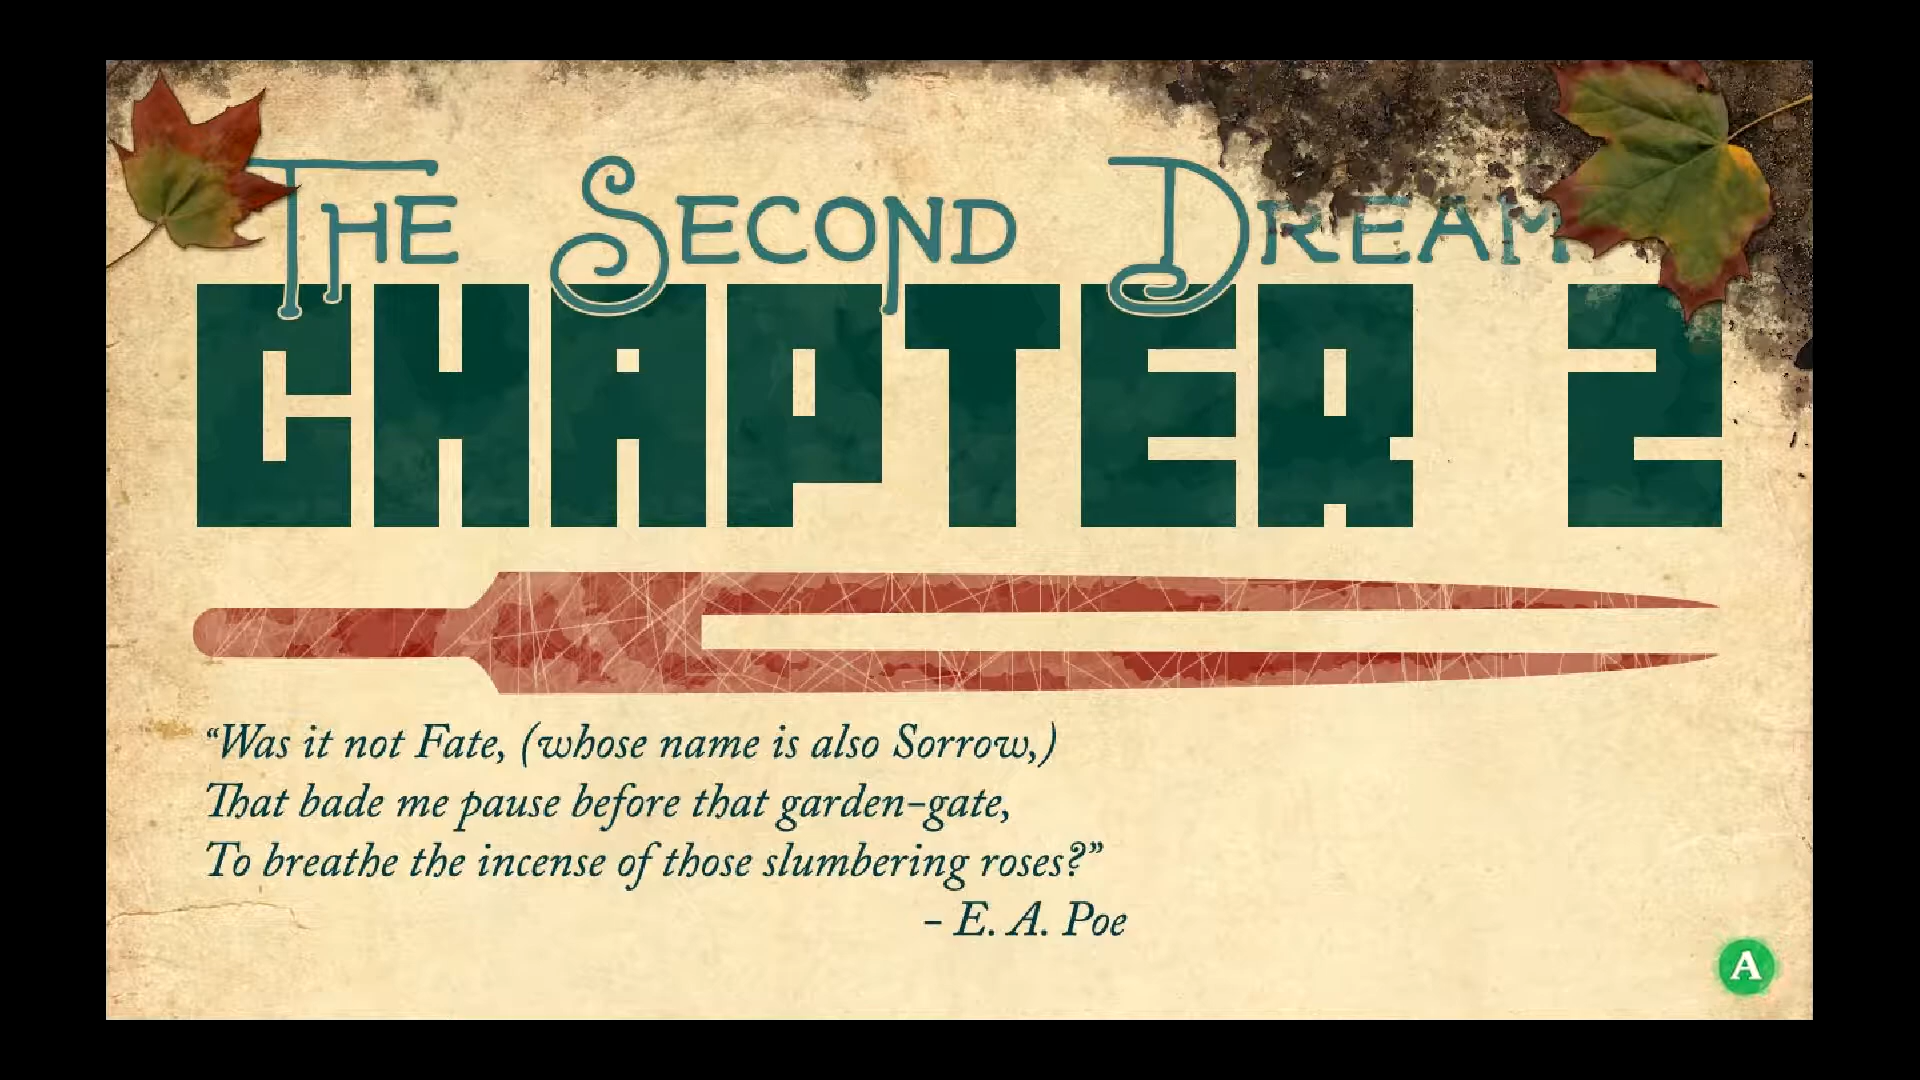 The Second Dream
CHAPTER 2
“Was it not Fate, (whose name is also Sorrow,)
That bade me pause before that garden-gate,
To breathe the incense of those slumbering roses?”
- E. A. Poe
A